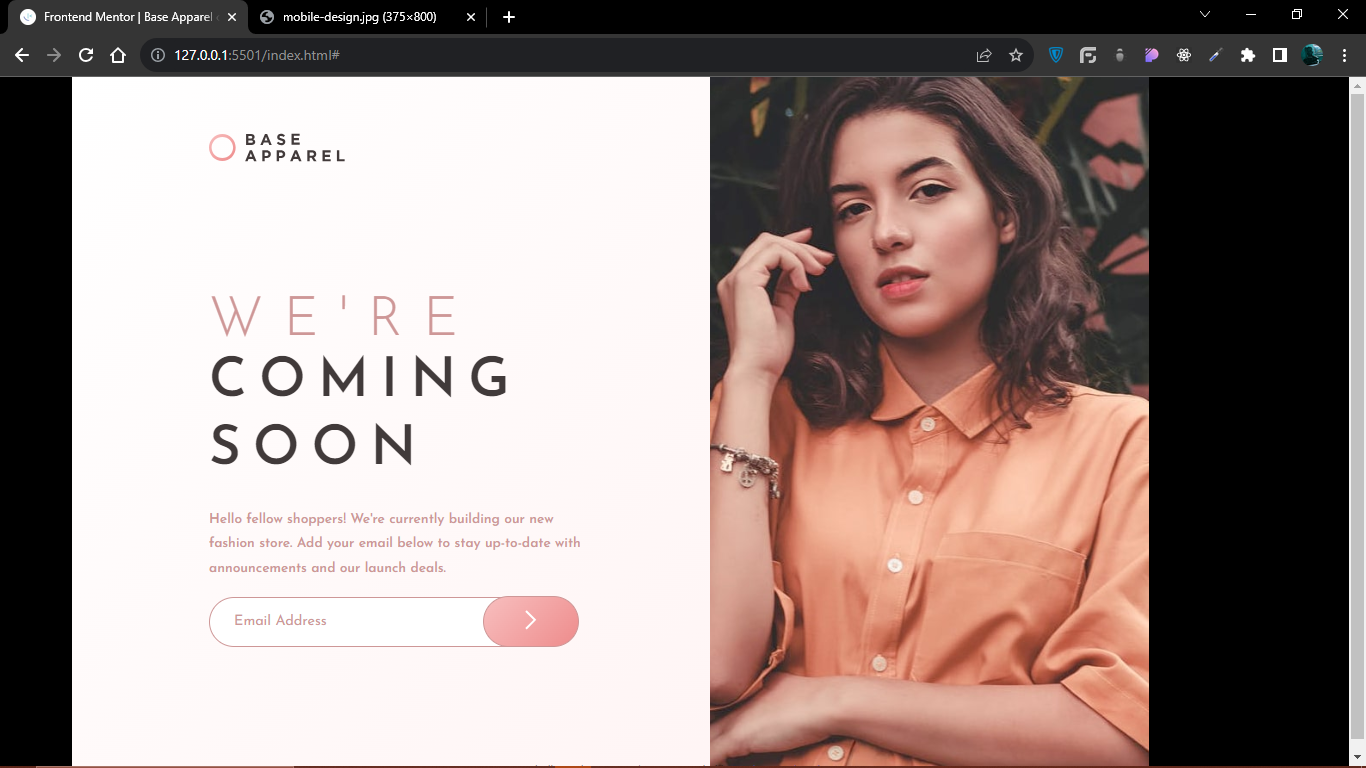 Frontend Mentor | Base Apparel
mobile-design.jpg (375×800)
127.0.0.1:5501/index.html#
BASE
APPAREL
WE'RE
COMING
SOON
Hello fellow shoppers! We're currently building our new
fashion store. Add your email below to stay up-to-date with
announcements and our launch deals.
Email Address